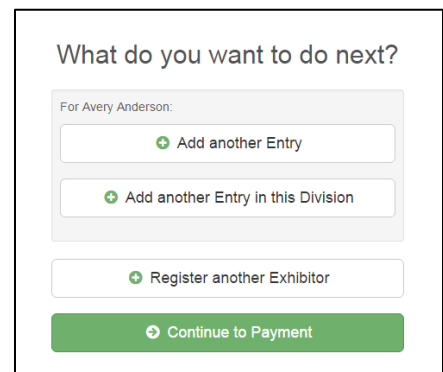 What do you want to do next?
For Avery Anderson:
Add another Entry
Add another Entry in this Division
Register another Exhibitor
Continue to Payment